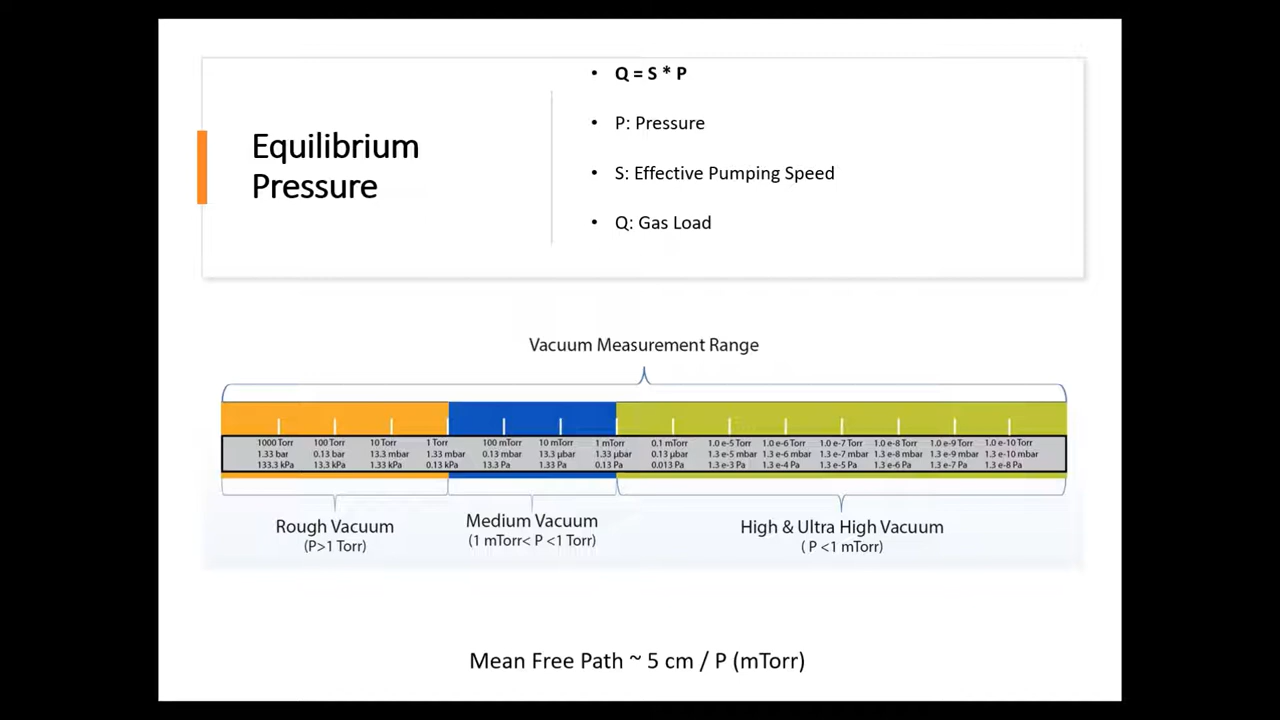 Equilibrium
Pressure
• Q = S * P
• P: Pressure
• S: Effective Pumping Speed
• Q: Gas Load
Vacuum Measurement Range
1000 Torr 100 Torr 10 Torr 1 Torr 100 mTorr 10 mTorr 1 mTorr 0.1 mTorr 1.0 e-5 Torr 1.0 e-6 Torr 1.0 e-7 Torr 1.0 e-8 Torr 1.0 e-9 Torr 1.0 e-10 Torr
1.33 bar 0.13 bar 13.3 mbar 1.33 mbar 0.13 mbar 13.3 µbar 1.33 µbar 0.13 µbar 1.3 e-5 mbar 1.3 e-6 mbar 1.3 e-7 mbar 1.3 e-8 mbar 1.3 e-9 mbar 1.3 e-10 mbar
133.3 kPa 13.3 kPa 1.33 kPa 0.13 kPa 13.3 Pa 1.33 Pa 0.13 Pa 0.013 Pa 1.3 e-3 Pa 1.3 e-4 Pa 1.3 e-5 Pa 1.3 e-6 Pa 1.3 e-7 Pa 1.3 e-8 Pa
Rough Vacuum
(P>1 Torr)
Medium Vacuum
(1 mTorr< P <1 Torr)
High & Ultra High Vacuum
( P <1 mTorr)
Mean Free Path ~ 5 cm / P (mTorr)